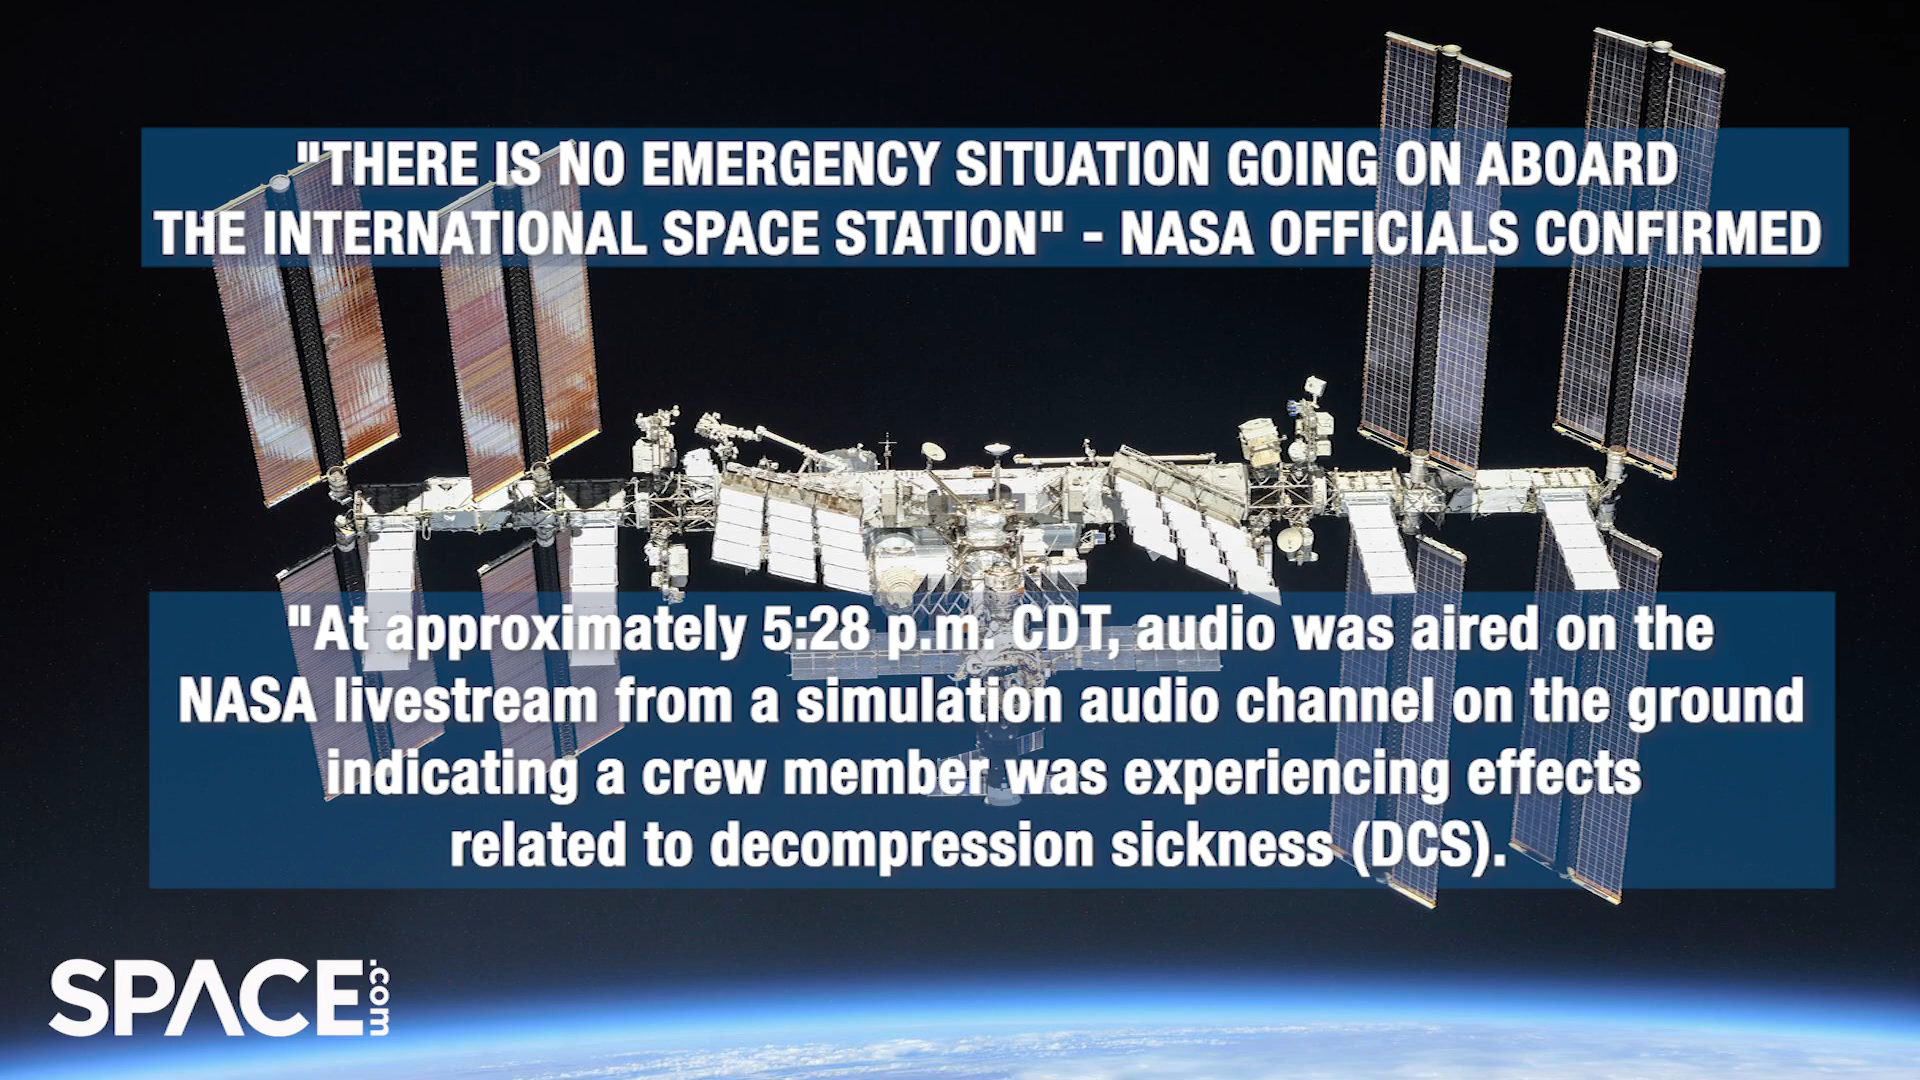 "THERE IS NO EMERGENCY SITUATION GOING ON ABOARD
THE INTERNATIONAL SPACE STATION" - NASA OFFICIALS CONFIRMED
"At approximately 5:28 p.m. CDT, audio was aired on the
NASA livestream from a simulation audio channel on the ground
indicating a crew member was experiencing effects
related to decompression sickness (DCS).
SPACE.com